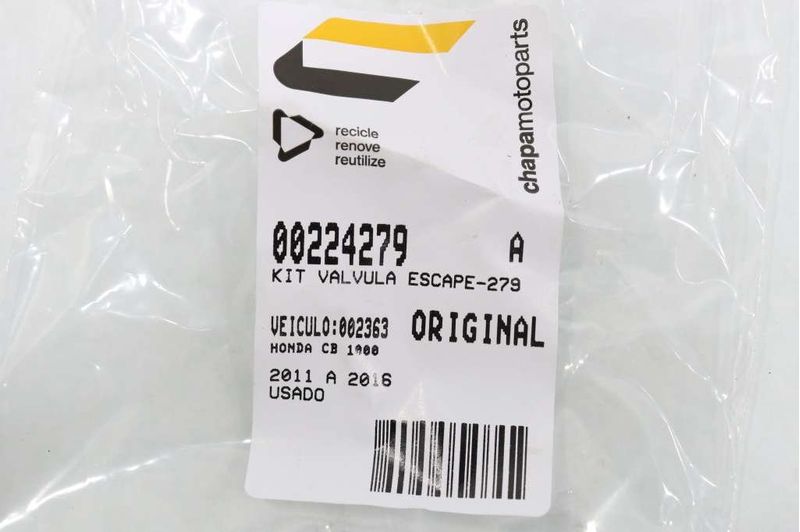 chapamotoparts
recicle
renove
reutilize
00224279 A
KIT VALVULA ESCAPE-279
VEICULO:002363 ORIGINAL
HONDA CB 1000
2011 A 2016
USADO